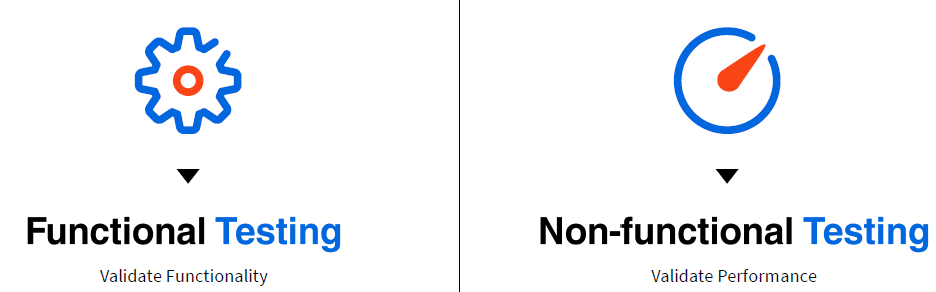 Functional Testing
Validate Functionality
Non-functional Testing
Validate Performance